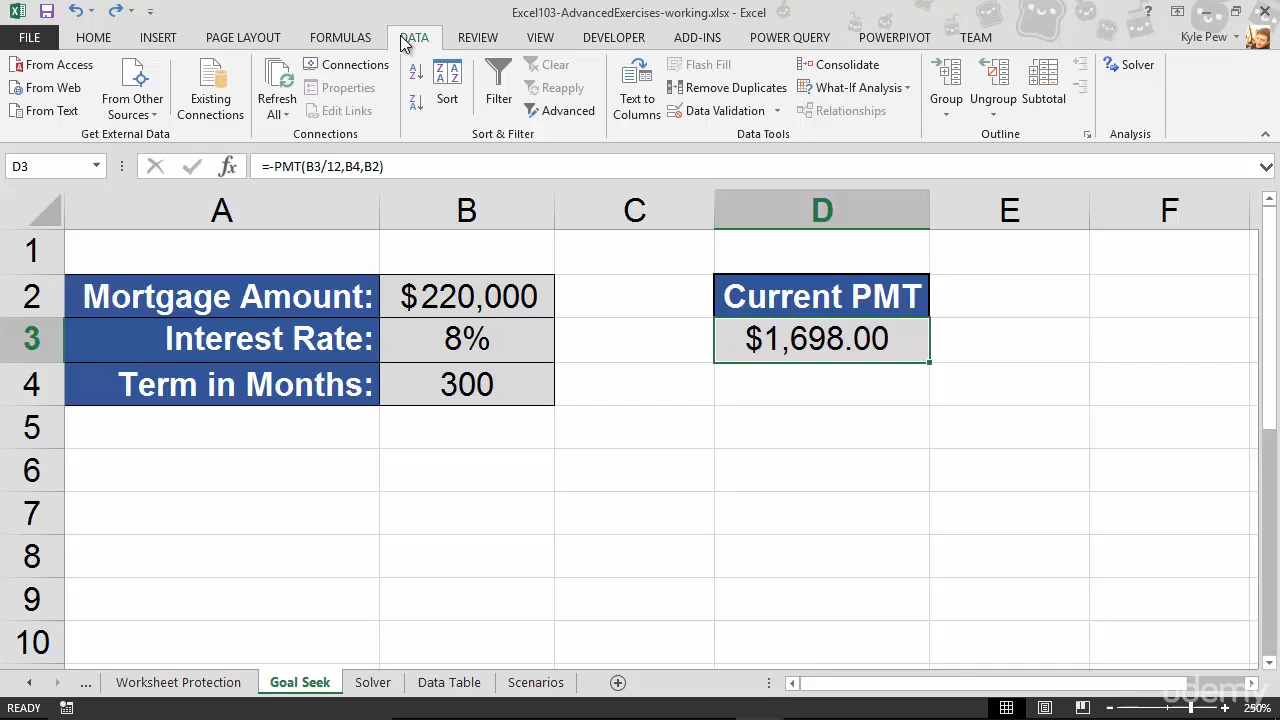 Excel103-AdvancedExercises-working.xlsx - Excel
FILE HOME INSERT PAGE LAYOUT FORMULAS DATA REVIEW VIEW DEVELOPER ADD-INS POWER QUERY POWERPIVOT TEAM Kyle Pew
From Access
From Web
From Text
From Other
Sources
Get External Data
Existing
Connections
Refresh
All
Connections
Properties
Edit Links
Connections
Sort
Filter
Clear
Reapply
Advanced
Sort & Filter
Text to
Columns
Flash Fill
Remove Duplicates
Data Validation
Consolidate
What-If Analysis
Relationships
Data Tools
Group
Ungroup
Subtotal
Outline
Solver
Analysis
D3 fx =-PMT(B3/12,B4,B2)
A B C D E F
1
2 Mortgage Amount: $220,000 Current PMT
3 Interest Rate: 8% $1,698.00
4 Term in Months: 300
5
6
7
8
9
10
... Worksheet Protection Goal Seek Solver Data Table Scenarios
udemy
READY 250%